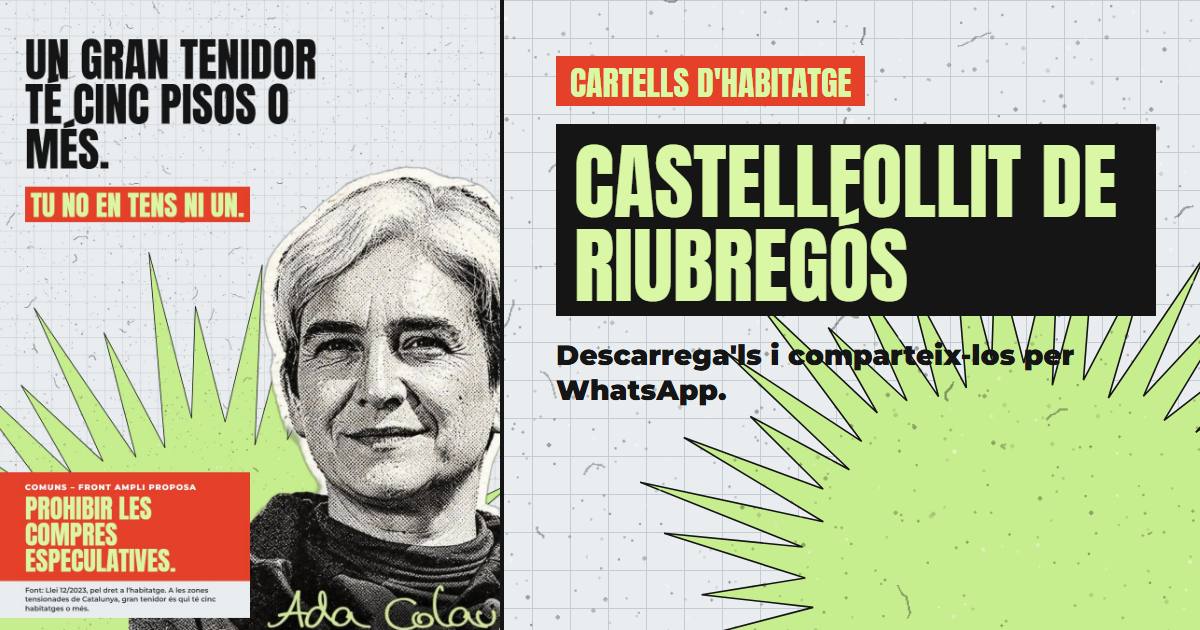 UN GRAN TENIDOR
TÉ CINC PISOS O
MÉS.
TU NO EN TENS NI UN.
COMUNS – FRONT AMPLI PROPOSA
PROHIBIR LES
COMPRES
ESPECULATIVES.
Font: Llei 12/2023, pel dret a l'habitatge. A les zones
tensionades de Catalunya, gran tenidor és qui té cinc
habitatges o més.
Ada Colau
CARTELLS D'HABITATGE
CASTELLFOLLIT DE
RIUBREGÓS
Descarrega'ls i comparteix-los per
WhatsApp.